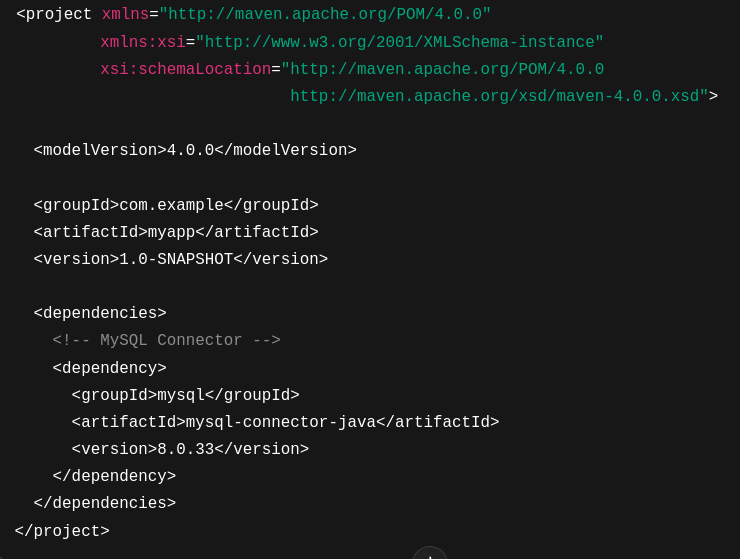 <project xmlns="http://maven.apache.org/POM/4.0.0"
xmlns:xsi="http://www.w3.org/2001/XMLSchema-instance"
xsi:schemaLocation="http://maven.apache.org/POM/4.0.0
http://maven.apache.org/xsd/maven-4.0.0.xsd">
<modelVersion>4.0.0</modelVersion>
<groupId>com.example</groupId>
<artifactId>myapp</artifactId>
<version>1.0-SNAPSHOT</version>
<dependencies>
<!-- MySQL Connector -->
<dependency>
<groupId>mysql</groupId>
<artifactId>mysql-connector-java</artifactId>
<version>8.0.33</version>
</dependency>
</dependencies>
</project>